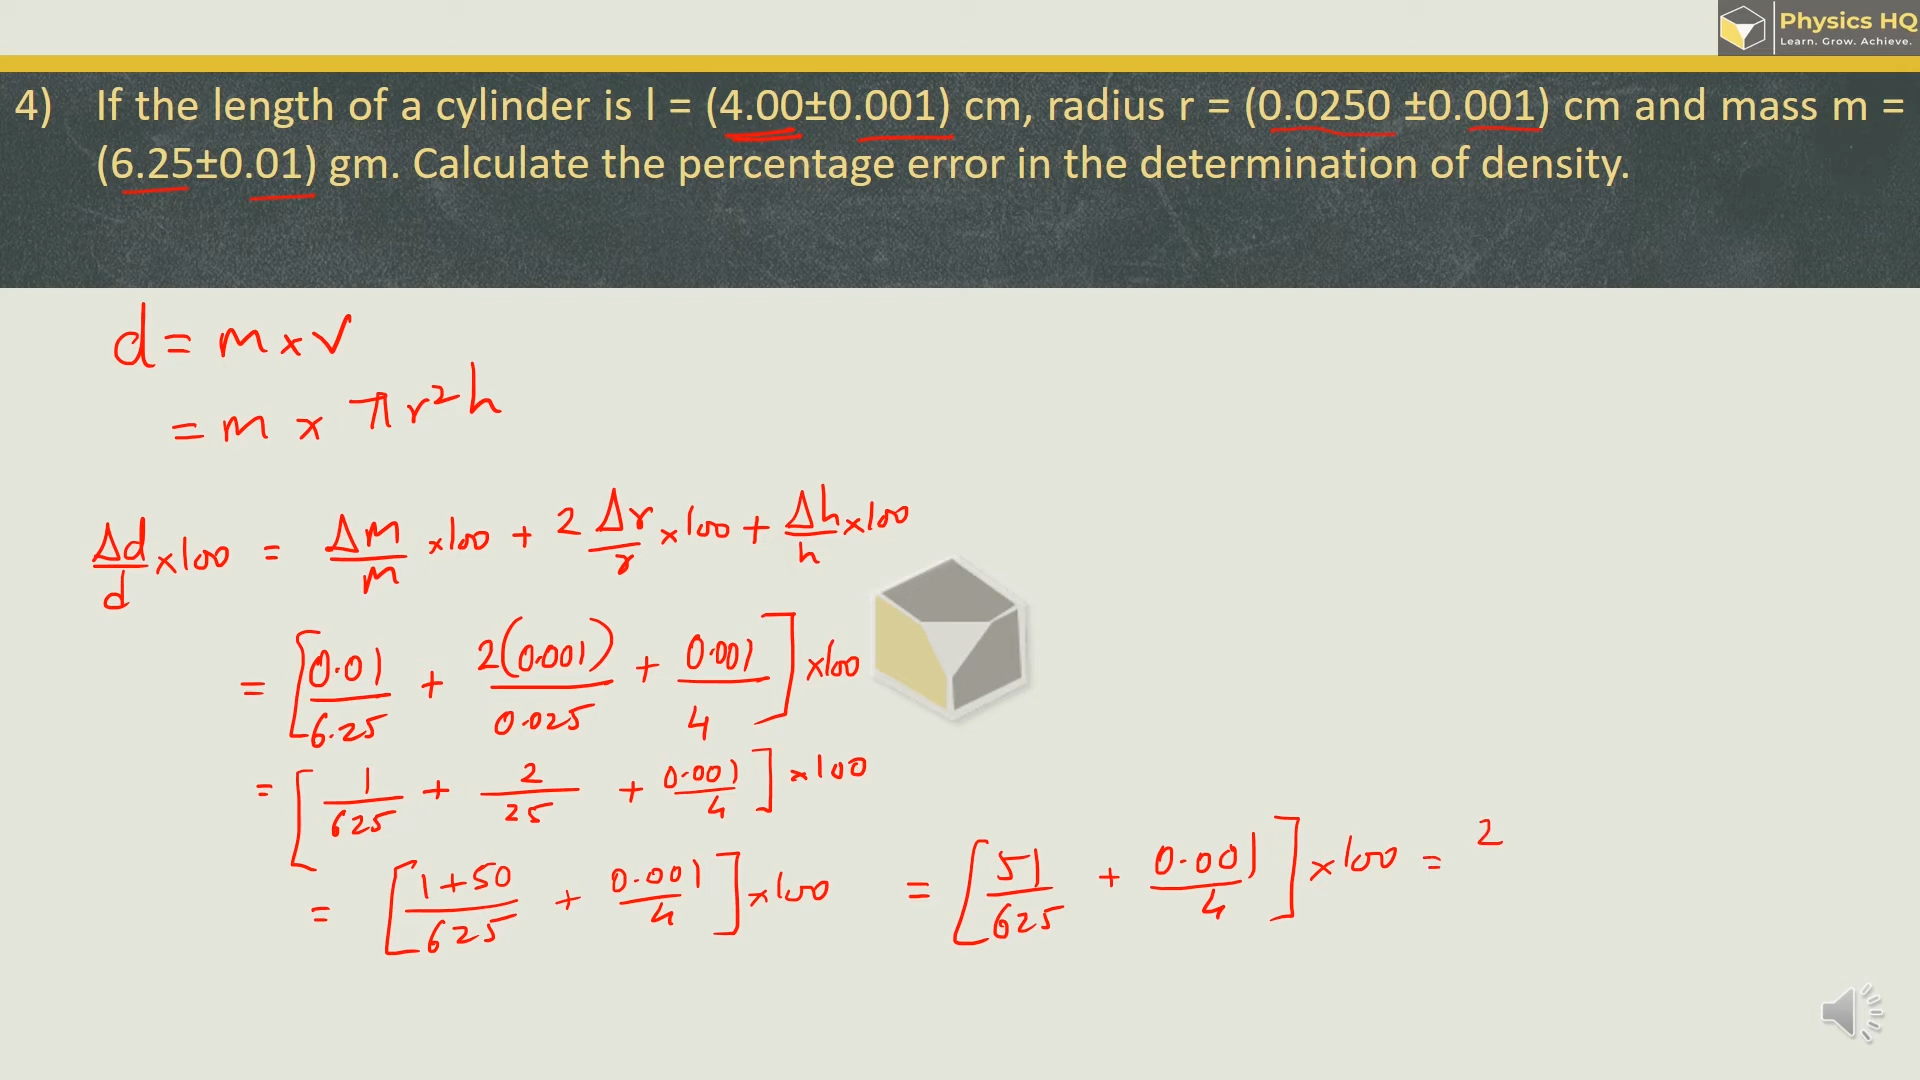 Physics HQ
Learn. Grow. Achieve.
4) If the length of a cylinder is l = (4.00±0.001) cm, radius r = (0.0250 ±0.001) cm and mass m =
(6.25±0.01) gm. Calculate the percentage error in the determination of density.
d = m × v
= m × πr²h
Δd/d ×100 = Δm/m ×100 + 2 Δr/r ×100 + Δh/h ×100
= [0.01/6.25 + 2(0.001)/0.025 + 0.001/4] ×100
= [1/625 + 2/25 + 0.001/4] ×100
= [1+50/625 + 0.001/4] ×100 = [51/625 + 0.001/4] ×100 = 2